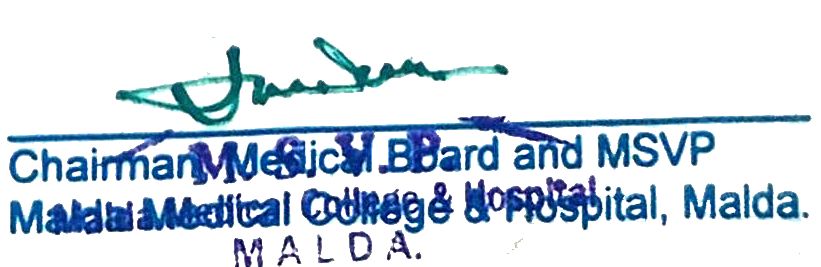 Chairman Medical Board and MSVP
M. S. V. P.
Malda Medical College & Hospital, Malda.
Malda Medical College & Hospital
MALDA.